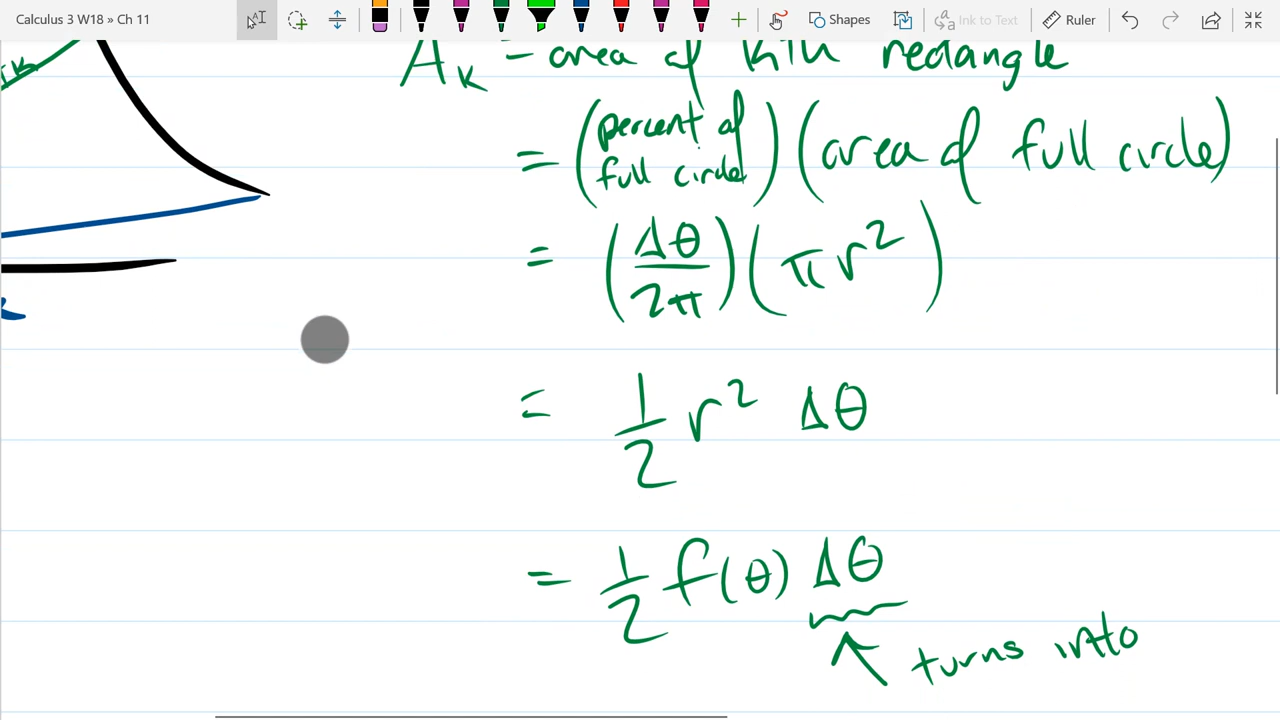 Calculus 3 W18 » Ch 11
Shapes
Ink to Text
Ruler
A_k = area of kth rectangle
= (percent of full circle) (area of full circle)
= (Δθ/2π) (πr²)
= 1/2 r² Δθ
= 1/2 f(θ) Δθ
turns into